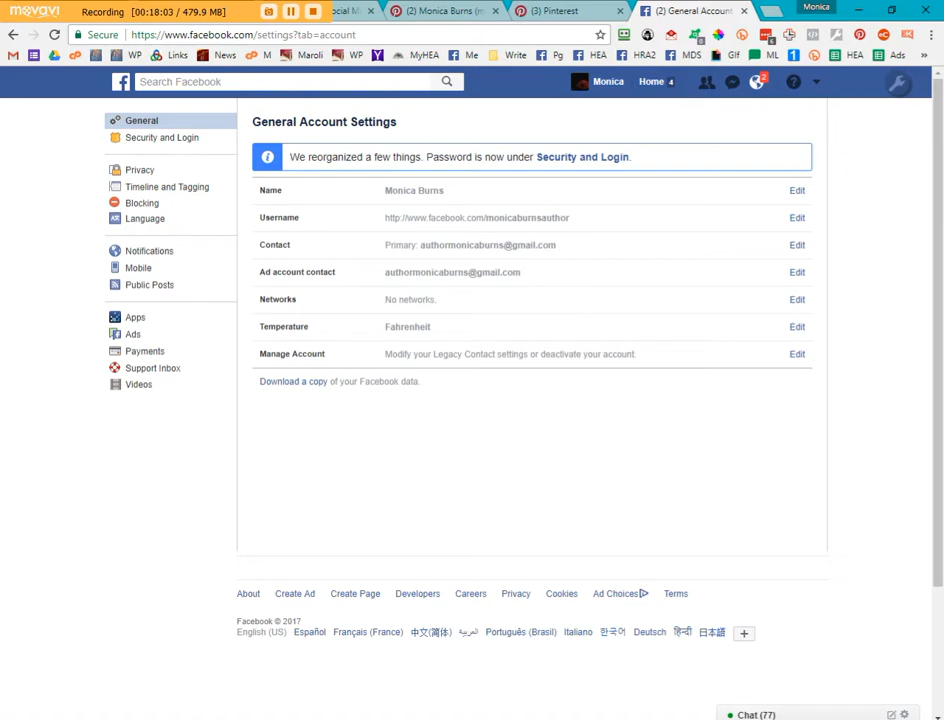 movavi Recording [00:18:03 / 479.9 MB]
ocial M
(2) Monica Burns (m
(3) Pinterest
(2) General Account
Monica
Secure https://www.facebook.com/settings?tab=account
WP Links News M Maroli WP MyHEA Me Write Pg HEA HRA2 MDS Gif ML HEA Ads »
Search Facebook
Monica
Home 4
2
General
Security and Login
Privacy
Timeline and Tagging
Blocking
Language
Notifications
Mobile
Public Posts
Apps
Ads
Payments
Support Inbox
Videos
General Account Settings
We reorganized a few things. Password is now under Security and Login.
Name Monica Burns Edit
Username http://www.facebook.com/monicaburnsauthor Edit
Contact Primary: authormonicaburns@gmail.com Edit
Ad account contact authormonicaburns@gmail.com Edit
Networks No networks. Edit
Temperature Fahrenheit Edit
Manage Account Modify your Legacy Contact settings or deactivate your account. Edit
Download a copy of your Facebook data.
About Create Ad Create Page Developers Careers Privacy Cookies Ad Choices Terms
Facebook © 2017
English (US) Español Français (France) 中文(简体) العربية Português (Brasil) Italiano 한국어 Deutsch हिन्दी 日本語 +
Chat (77)